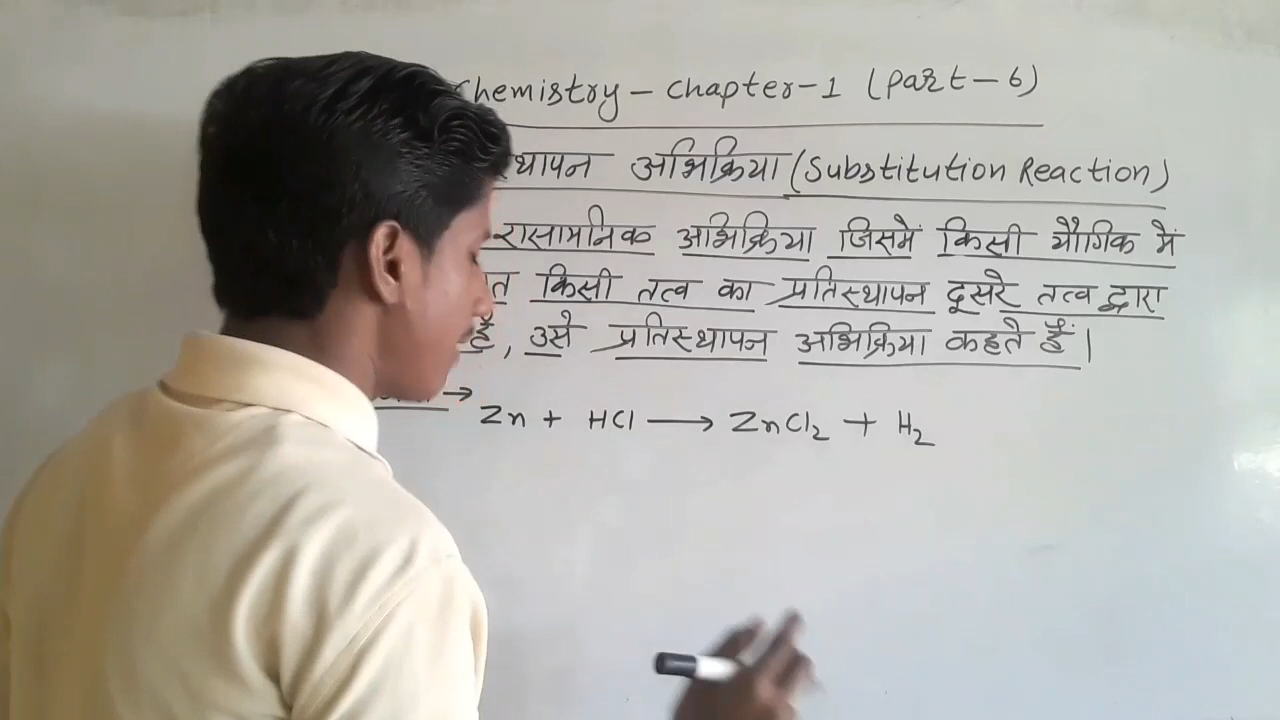 Chemistry - Chapter-1 (Part-6)
अभिक्रिया (Substitution Reaction)
रासायनिक अभिक्रिया जिसमें किसी यौगिक में
किसी तत्व का प्रतिस्थापन दूसरे तत्व द्वारा
है, उसे प्रतिस्थापन अभिक्रिया कहते हैं।
→ Zn + HCl ⟶ ZnCl₂ + H₂